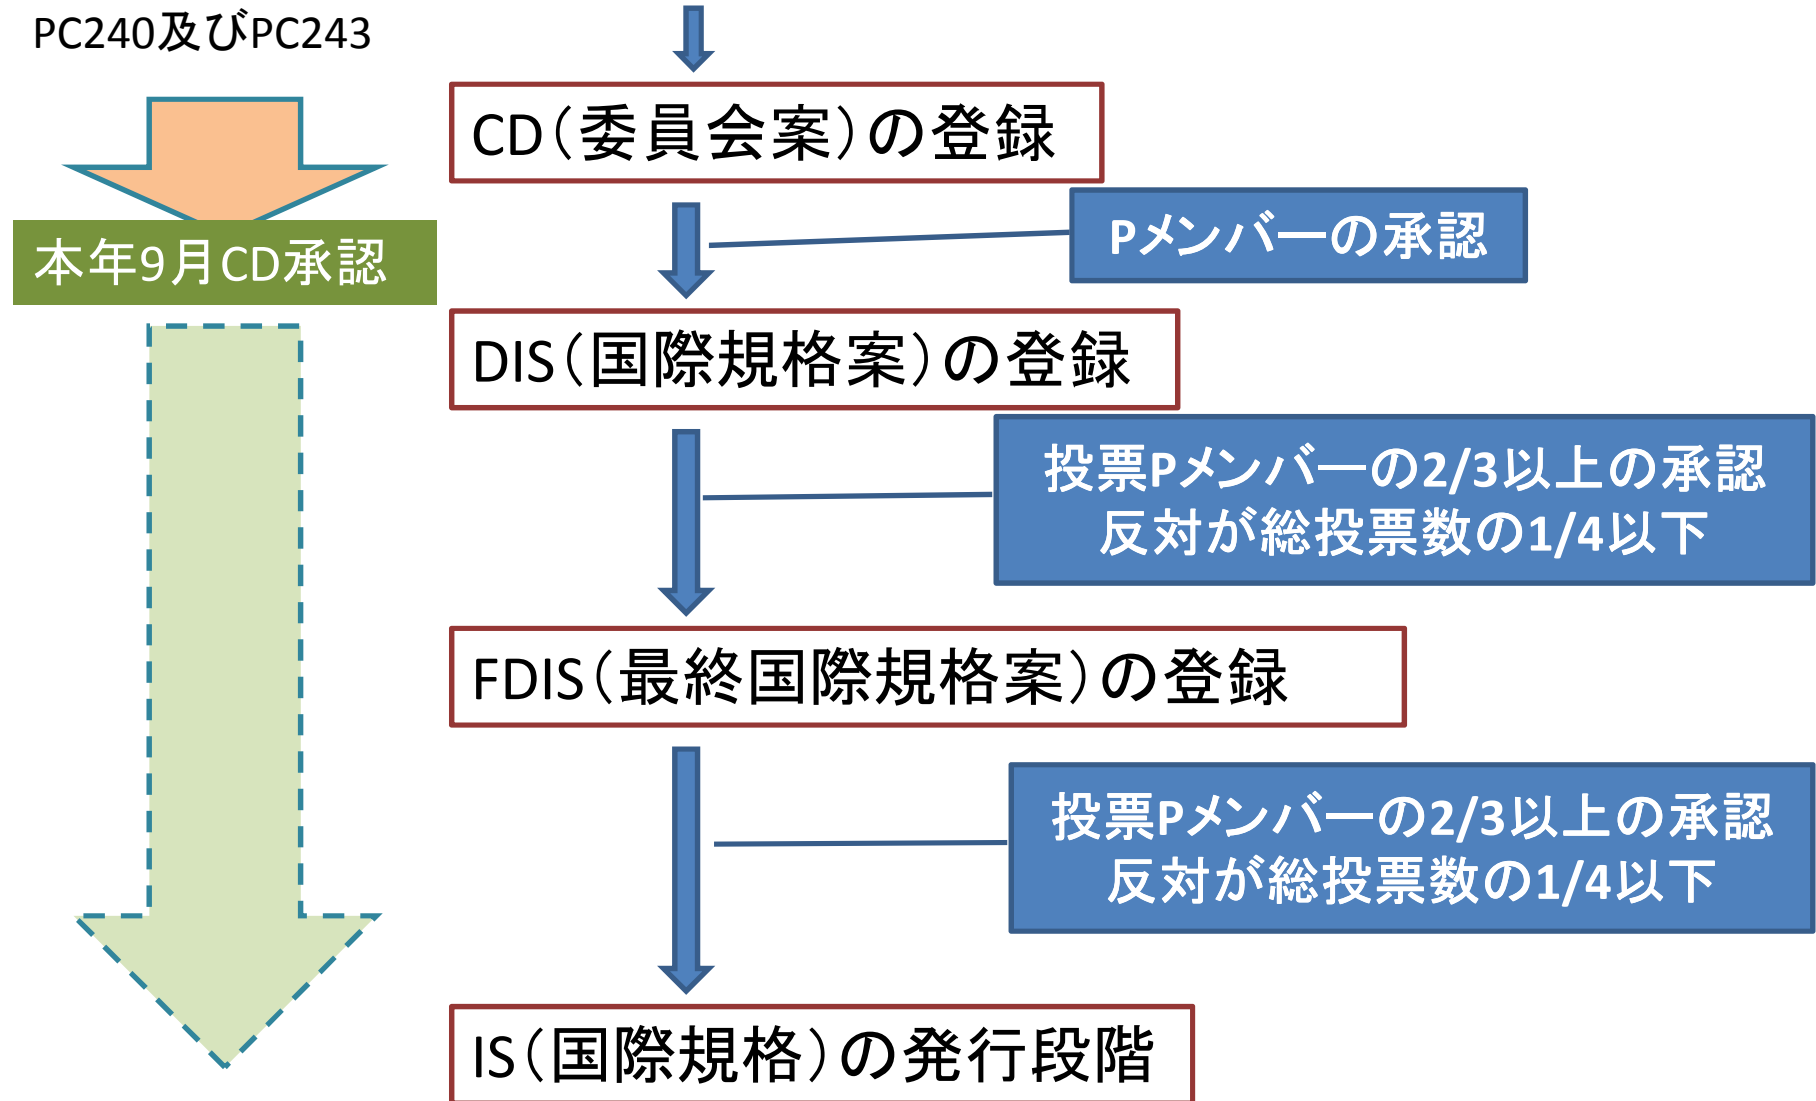 PC240及びPC243
CD（委員会案）の登録
Pメンバーの承認
本年9月CD承認
DIS（国際規格案）の登録
投票Pメンバーの2/3以上の承認
反対が総投票数の1/4以下
FDIS（最終国際規格案）の登録
投票Pメンバーの2/3以上の承認
反対が総投票数の1/4以下
IS（国際規格）の発行段階